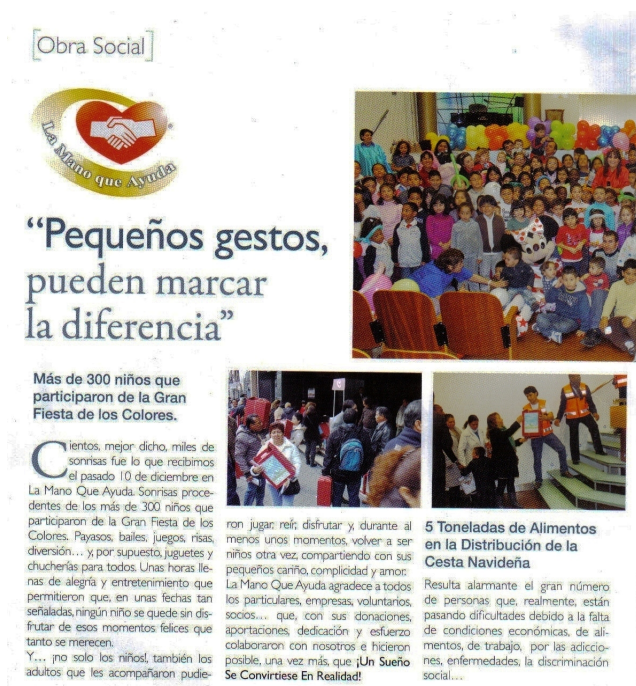 [Obra Social]
La Mano que Ayuda
®
“Pequeños gestos,
pueden marcar
la diferencia”
Más de 300 niños que
participaron de la Gran
Fiesta de los Colores.
Cientos, mejor dicho, miles de
sonrisas fue lo que recibimos
el pasado 10 de diciembre en
La Mano Que Ayuda. Sonrisas proce-
dentes de los más de 300 niños que
participaron de la Gran Fiesta de los
Colores. Payasos, bailes, juegos, risas,
diversión... y, por supuesto, juguetes y
chucherías para todos. Unas horas lle-
nas de alegría y entretenimiento que
permitieron que, en unas fechas tan
señaladas, ningún niño se quede sin dis-
frutar de esos momentos felices que
tanto se merecen.
Y... ¡no solo los niños!, también los
adultos que les acompañaron pudie-
ron jugar, reír, disfrutar y, durante al
menos unos momentos, volver a ser
niños otra vez, compartiendo con sus
pequeños cariño, complicidad y amor.
La Mano Que Ayuda agradece a todos
los particulares, empresas, voluntarios,
socios... que, con sus donaciones,
aportaciones, dedicación y esfuerzo
colaboraron con nosotros e hicieron
posible, una vez más, que ¡Un Sueño
Se Convirtiese En Realidad!
5 Toneladas de Alimentos
en la Distribución de la
Cesta Navideña
Resulta alarmante el gran número
de personas que, realmente, están
pasando dificultades debido a la falta
de condiciones económicas, de ali-
mentos, de trabajo, por las adiccio-
nes, enfermedades, la discriminación
social...